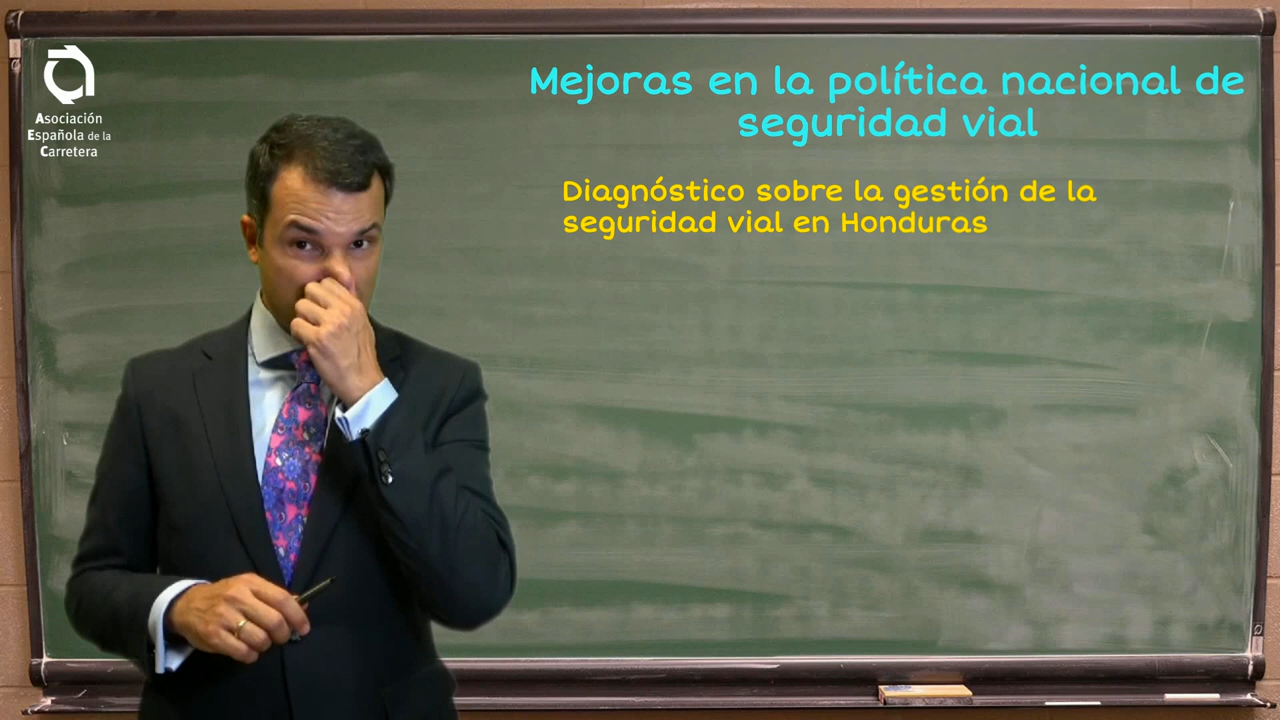 Asociación
Española de la
Carretera
Mejoras en la política nacional de
seguridad vial
Diagnóstico sobre la gestión de la
seguridad vial en Honduras